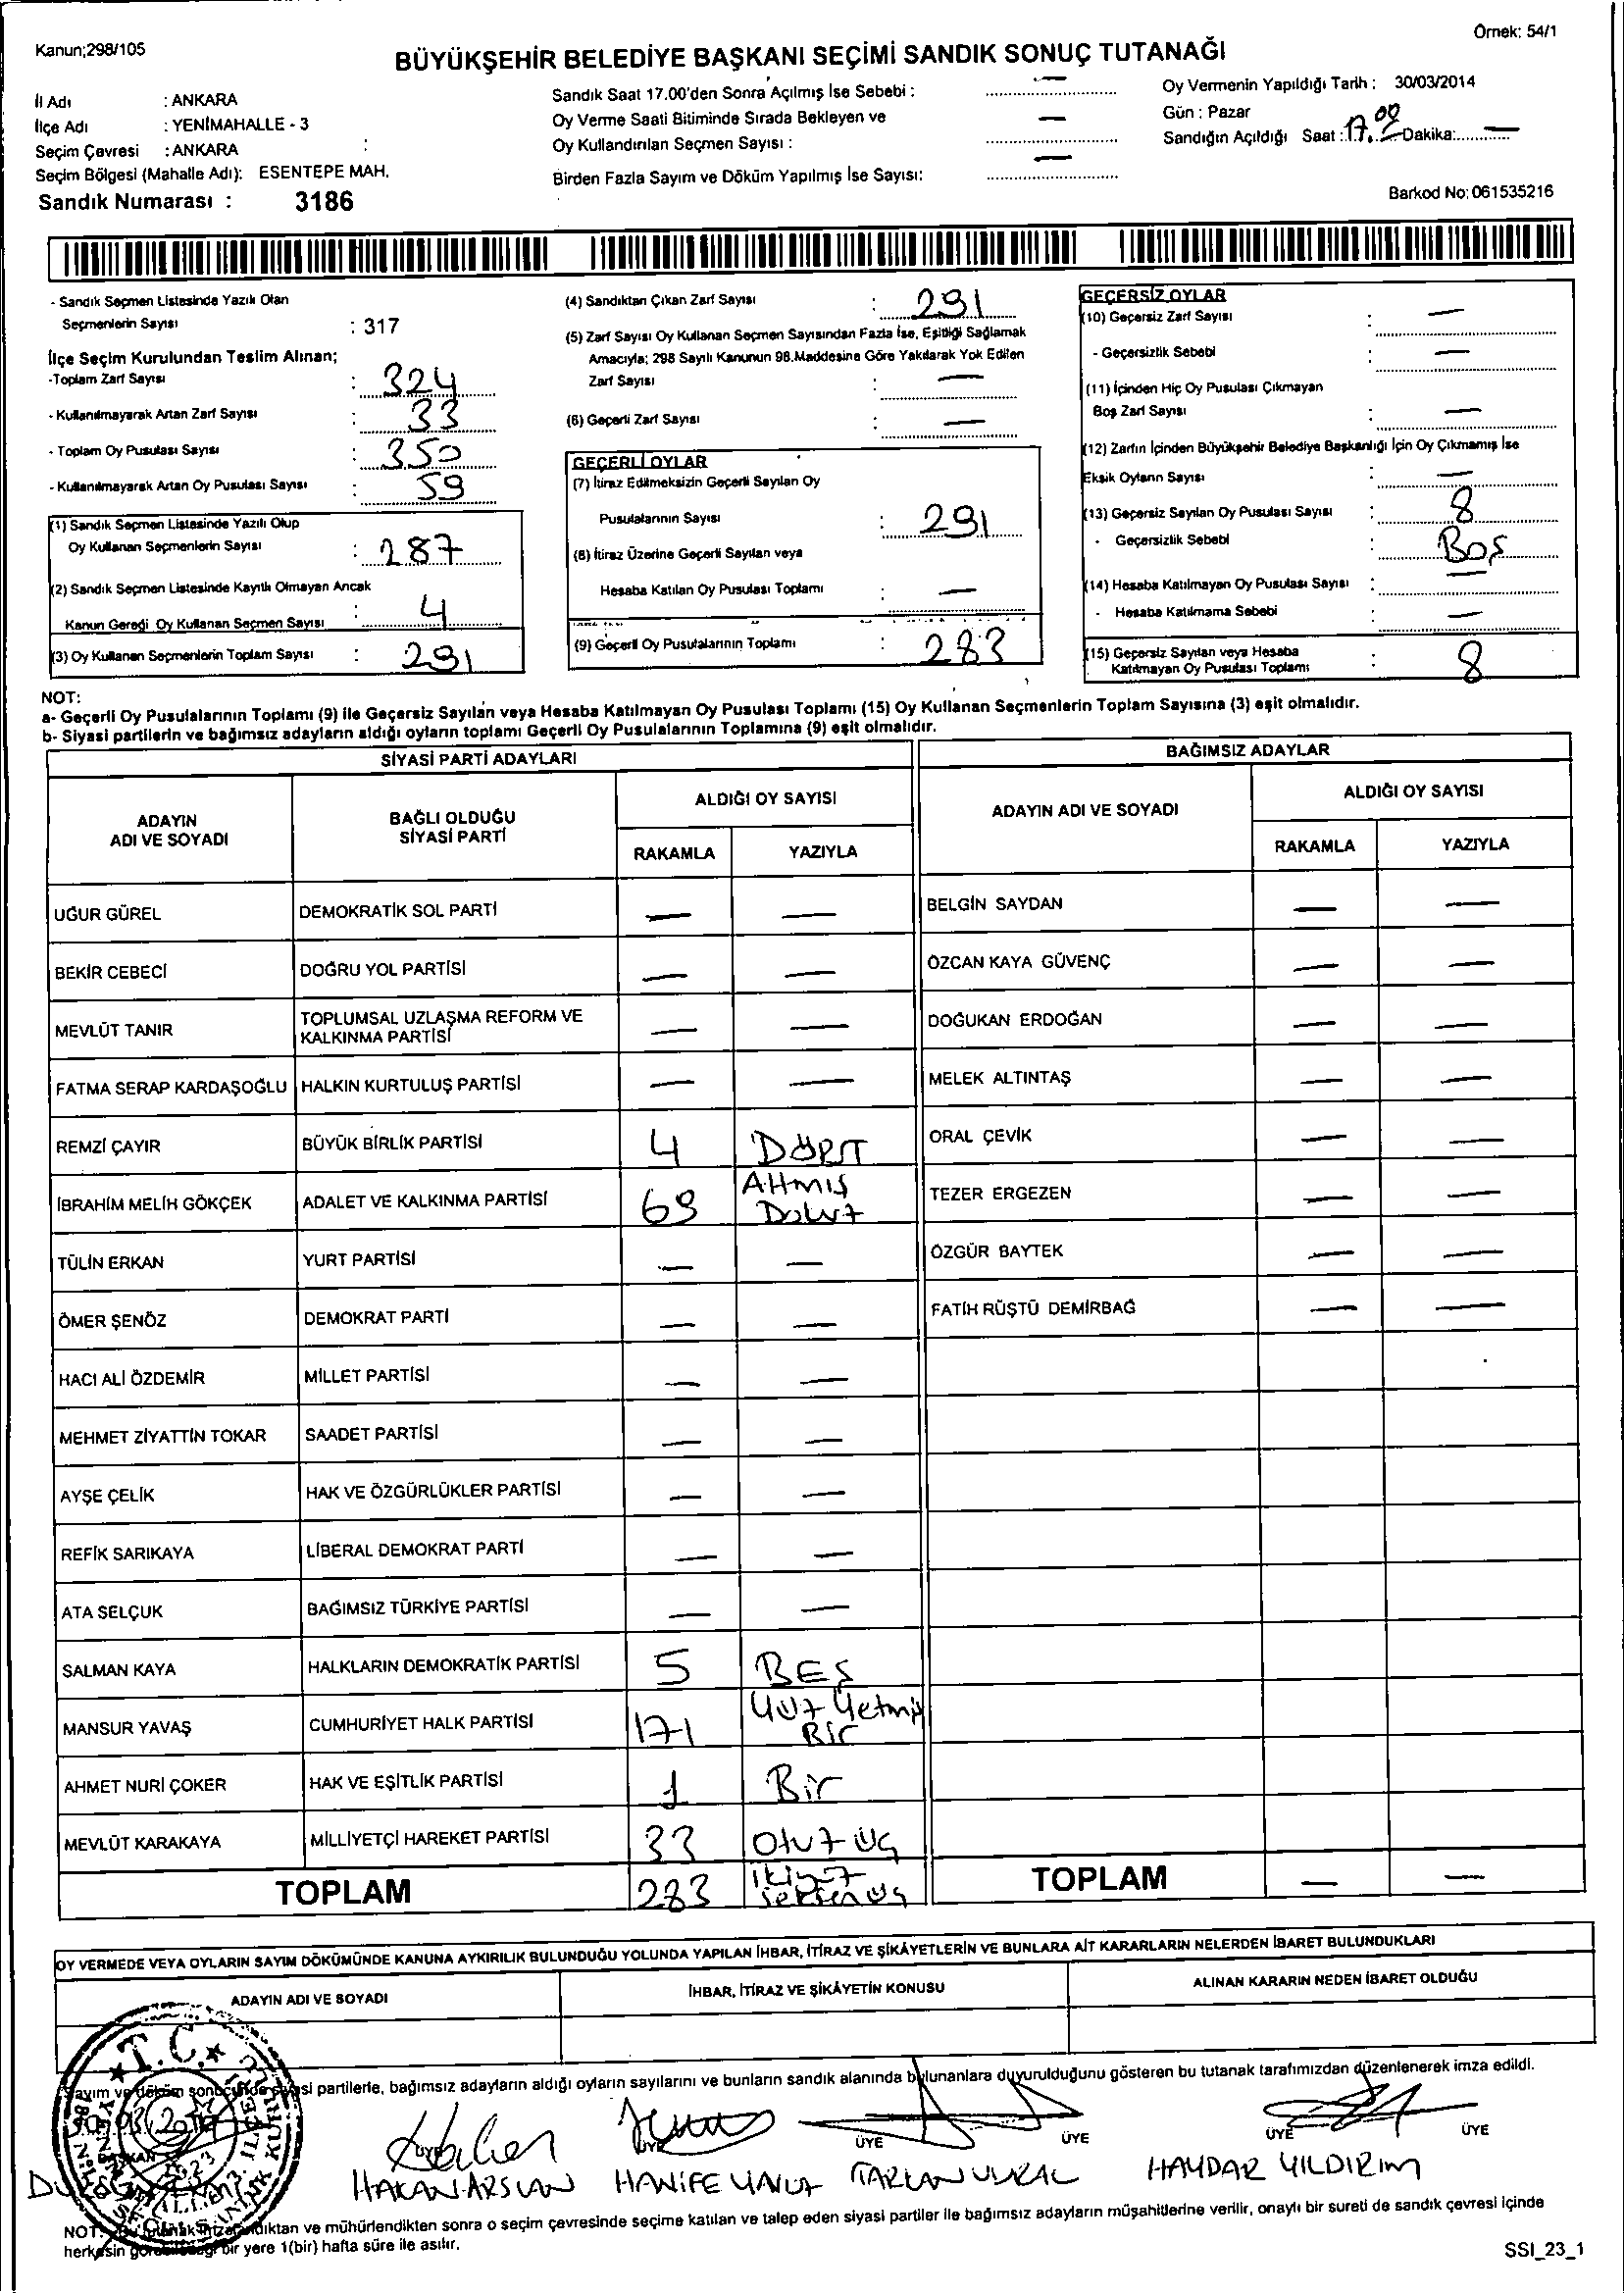 Kanun;298/105
Örnek: 54/1
BÜYÜKŞEHİR BELEDİYE BAŞKANI SEÇİMİ SANDIK SONUÇ TUTANAĞI
İl Adı : ANKARA
İlçe Adı : YENİMAHALLE - 3
Seçim Çevresi : ANKARA
Seçim Bölgesi (Mahalle Adı): ESENTEPE MAH.
Sandık Numarası : 3186
Sandık Saat 17.00'den Sonra Açılmış İse Sebebi : —
Oy Verme Saati Bitiminde Sırada Bekleyen ve
Oy Kullandırılan Seçmen Sayısı : —
Birden Fazla Sayım ve Döküm Yapılmış İse Sayısı: —
Oy Vermenin Yapıldığı Tarih : 30/03/2014
Gün : Pazar
Sandığın Açıldığı Saat : 17.00 Dakika: —
Barkod No: 061535216
- Sandık Seçmen Listesinde Yazılı Olan
Seçmenlerin Sayısı : 317
İlçe Seçim Kurulundan Teslim Alınan;
-Toplam Zarf Sayısı : 324
- Kullanılmayarak Artan Zarf Sayısı : 33
- Toplam Oy Pusulası Sayısı : 350
- Kullanılmayarak Artan Oy Pusulası Sayısı : 59
(1) Sandık Seçmen Listesinde Yazılı Olup
Oy Kullanan Seçmenlerin Sayısı : 287
(2) Sandık Seçmen Listesinde Kayıtlı Olmayan Ancak
Kanun Gereği Oy Kullanan Seçmen Sayısı : 4
(3) Oy Kullanan Seçmenlerin Toplam Sayısı : 291
(4) Sandıktan Çıkan Zarf Sayısı : 291
(5) Zarf Sayısı Oy Kullanan Seçmen Sayısından Fazla İse, Eşitliği Sağlamak
Amacıyla; 298 Sayılı Kanunun 98.Maddesine Göre Yakılarak Yok Edilen
Zarf Sayısı : —
(6) Geçerli Zarf Sayısı : —
GEÇERLİ OYLAR
(7) İtiraz Edilmeksizin Geçerli Sayılan Oy
Pusulalarının Sayısı : 291
(8) İtiraz Üzerine Geçerli Sayılan veya
Hesaba Katılan Oy Pusulası Toplamı : —
(9) Geçerli Oy Pusulalarının Toplamı : 283
GEÇERSİZ OYLAR
(10) Geçersiz Zarf Sayısı : —
- Geçersizlik Sebebi : —
(11) İçinden Hiç Oy Pusulası Çıkmayan
Boş Zarf Sayısı : —
(12) Zarfın İçinden Büyükşehir Belediye Başkanlığı İçin Oy Çıkmamış İse
Eksik Oyların Sayısı : —
(13) Geçersiz Sayılan Oy Pusulası Sayısı : 8
- Geçersizlik Sebebi : Boş
(14) Hesaba Katılmayan Oy Pusulası Sayısı : —
- Hesaba Katılmama Sebebi : —
(15) Geçersiz Sayılan veya Hesaba
Katılmayan Oy Pusulası Toplamı : 8
NOT:
a- Geçerli Oy Pusulalarının Toplamı (9) ile Geçersiz Sayılan veya Hesaba Katılmayan Oy Pusulası Toplamı (15) Oy Kullanan Seçmenlerin Toplam Sayısına (3) eşit olmalıdır.
b- Siyasi partilerin ve bağımsız adayların aldığı oyların toplamı Geçerli Oy Pusulalarının Toplamına (9) eşit olmalıdır.
SİYASİ PARTİ ADAYLARI
ADAYIN
ADI VE SOYADI
BAĞLI OLDUĞU
SİYASİ PARTİ
ALDIĞI OY SAYISI
RAKAMLA YAZIYLA
UĞUR GÜREL DEMOKRATİK SOL PARTİ — —
BEKİR CEBECİ DOĞRU YOL PARTİSİ — —
MEVLÜT TANIR TOPLUMSAL UZLAŞMA REFORM VE
KALKINMA PARTİSİ — —
FATMA SERAP KARDAŞOĞLU HALKIN KURTULUŞ PARTİSİ — —
REMZİ ÇAYIR BÜYÜK BİRLİK PARTİSİ 4 DÖRT
İBRAHİM MELİH GÖKÇEK ADALET VE KALKINMA PARTİSİ 69 Altmış
Dokuz
TÜLİN ERKAN YURT PARTİSİ — —
ÖMER ŞENÖZ DEMOKRAT PARTİ — —
HACI ALİ ÖZDEMİR MİLLET PARTİSİ — —
MEHMET ZİYATTİN TOKAR SAADET PARTİSİ — —
AYŞE ÇELİK HAK VE ÖZGÜRLÜKLER PARTİSİ — —
REFİK SARIKAYA LİBERAL DEMOKRAT PARTİ — —
ATA SELÇUK BAĞIMSIZ TÜRKİYE PARTİSİ — —
SALMAN KAYA HALKLARIN DEMOKRATİK PARTİSİ 5 BEŞ
MANSUR YAVAŞ CUMHURİYET HALK PARTİSİ 171 Yüz Yetmiş
Bir
AHMET NURİ ÇOKER HAK VE EŞİTLİK PARTİSİ 1 Bir
MEVLÜT KARAKAYA MİLLİYETÇİ HAREKET PARTİSİ 33 Otuz üç
TOPLAM 283 ikiyüz
seksen üç
BAĞIMSIZ ADAYLAR
ADAYIN ADI VE SOYADI
ALDIĞI OY SAYISI
RAKAMLA YAZIYLA
BELGİN SAYDAN — —
ÖZCAN KAYA GÜVENÇ — —
DOĞUKAN ERDOĞAN — —
MELEK ALTINTAŞ — —
ORAL ÇEVİK — —
TEZER ERGEZEN — —
ÖZGÜR BAYTEK — —
FATİH RÜŞTÜ DEMİRBAĞ — —
TOPLAM — —
OY VERMEDE VEYA OYLARIN SAYIM DÖKÜMÜNDE KANUNA AYKIRILIK BULUNDUĞU YOLUNDA YAPILAN İHBAR, İTİRAZ VE ŞİKÂYETLERİN VE BUNLARA AİT KARARLARIN NELERDEN İBARET BULUNDUKLARI
ADAYIN ADI VE SOYADI
İHBAR, İTİRAZ VE ŞİKÂYETİN KONUSU
ALINAN KARARIN NEDEN İBARET OLDUĞU
T.C.
Sayım ve döküm sonucunda siyasi partilerle, bağımsız adayların aldığı oyların sayılarını ve bunların sandık alanında bulunanlara duyurulduğunu gösteren bu tutanak tarafımızdan düzenlenerek imza edildi.
30.03.2014
BAŞKAN ÜYE ÜYE ÜYE ÜYE ÜYE ÜYE
HAKAN ARSLAN HANİFE YAVUZ TARKAN VURAL HAYDAR YILDIRIM
NOT: Bu tutanak imzalandıktan ve mühürlendikten sonra o seçim çevresinde seçime katılan ve talep eden siyasi partiler ile bağımsız adayların müşahitlerine verilir, onaylı bir sureti de sandık çevresi içinde
herkesin görebileceği bir yere 1(bir) hafta süre ile asılır.
SSI_23_1